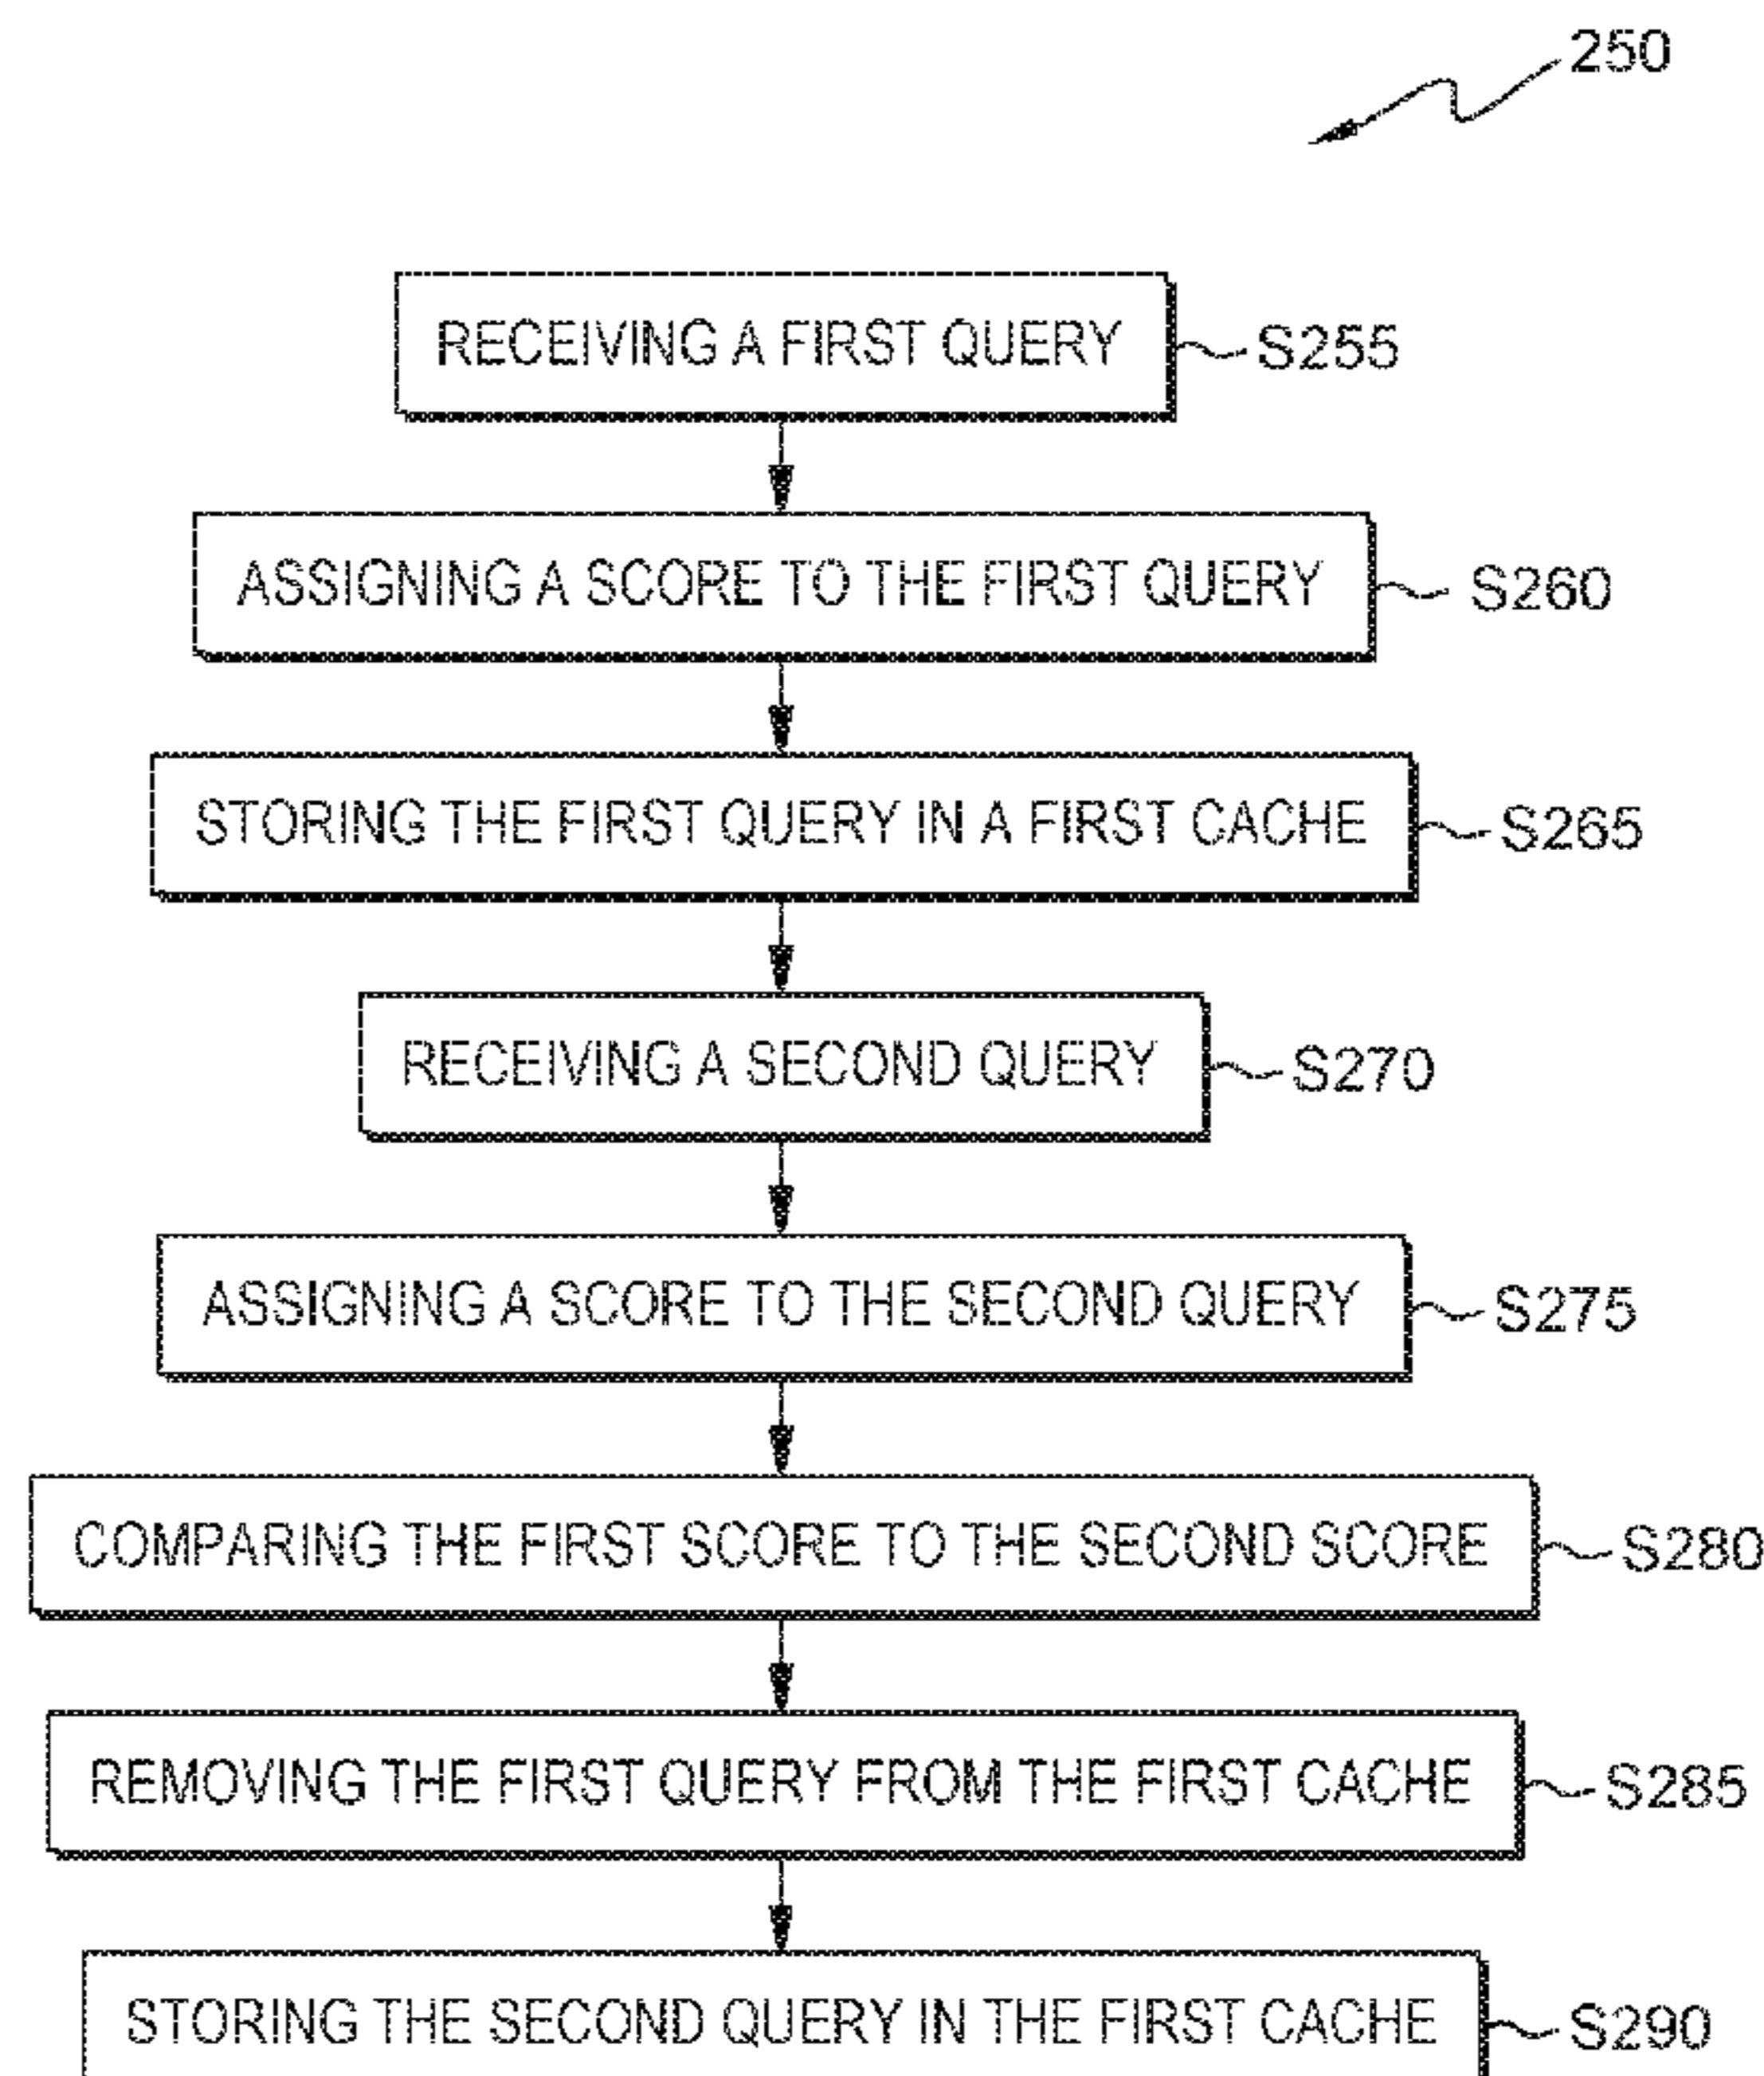 250
RECEIVING A FIRST QUERY S255
ASSIGNING A SCORE TO THE FIRST QUERY S260
STORING THE FIRST QUERY IN A FIRST CACHE S265
RECEIVING A SECOND QUERY S270
ASSIGNING A SCORE TO THE SECOND QUERY S275
COMPARING THE FIRST SCORE TO THE SECOND SCORE S280
REMOVING THE FIRST QUERY FROM THE FIRST CACHE S285
STORING THE SECOND QUERY IN THE FIRST CACHE S290